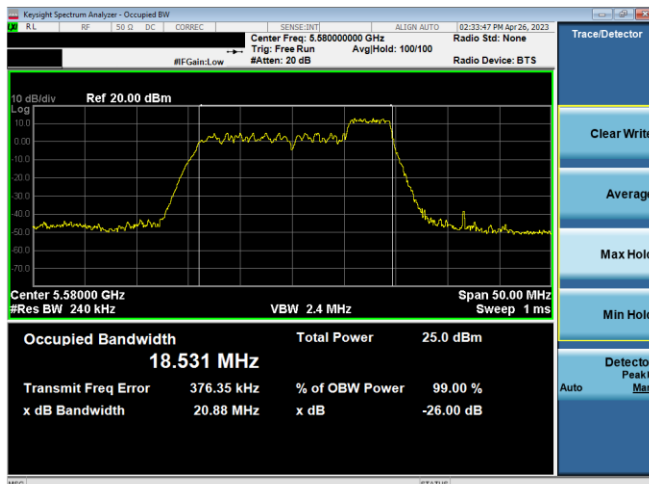 Keysight Spectrum Analyzer - Occupied BW
RL RF 50 Ω DC CORREC SENSE:INT ALIGN AUTO 02:33:47 PM Apr 26, 2023
Center Freq: 5.580000000 GHz Radio Std: None
Trig: Free Run Avg|Hold: 100/100
#IFGain:Low #Atten: 20 dB Radio Device: BTS
Trace/Detector
10 dB/div Ref 20.00 dBm
Log
10.0
0.00
-10.0
-20.0
-30.0
-40.0
-50.0
-60.0
-70.0
Center 5.58000 GHz Span 50.00 MHz
#Res BW 240 kHz VBW 2.4 MHz Sweep 1 ms
Occupied Bandwidth Total Power 25.0 dBm
18.531 MHz
Transmit Freq Error 376.35 kHz % of OBW Power 99.00 %
x dB Bandwidth 20.88 MHz x dB -26.00 dB
Clear Write
Average
Max Hold
Min Hold
Detector
Peak
Auto Man
MSG STATUS